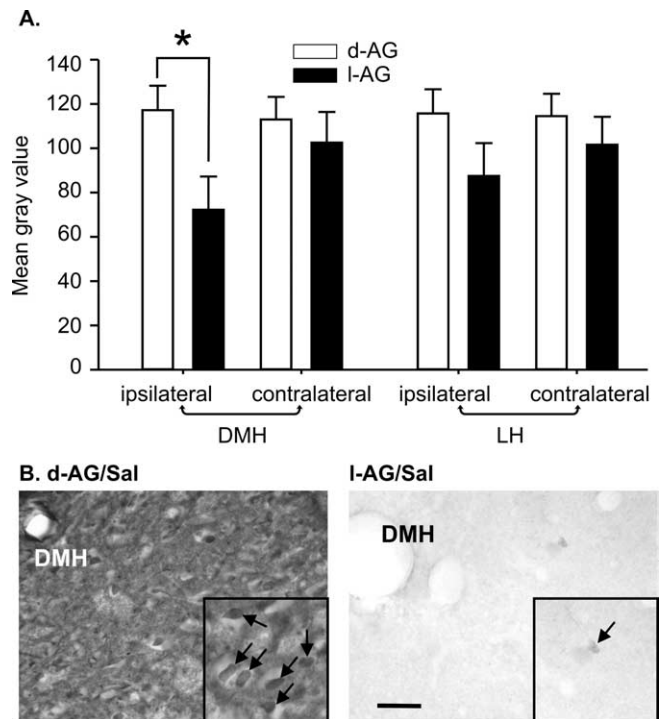 A.
*
d-AG
l-AG
140
120
100
80
60
40
20
0
Mean gray value
ipsilateral contralateral ipsilateral contralateral
DMH LH
B. d-AG/Sal l-AG/Sal
DMH DMH